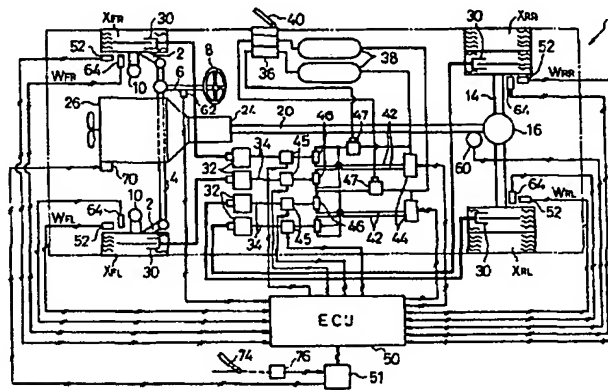 1
XFR 30 40 XRR
52 2 8 36 38 30 52
WFR 64 6 14 64 WRR
26 10 62 24 20 46 47 42 16
32 45 60
70 34 47 64
4
10 32 34 WRL
64 2 45 46 42 44 52
WFL 52 30 30
XFL XRL
ECU
74 76 50
51